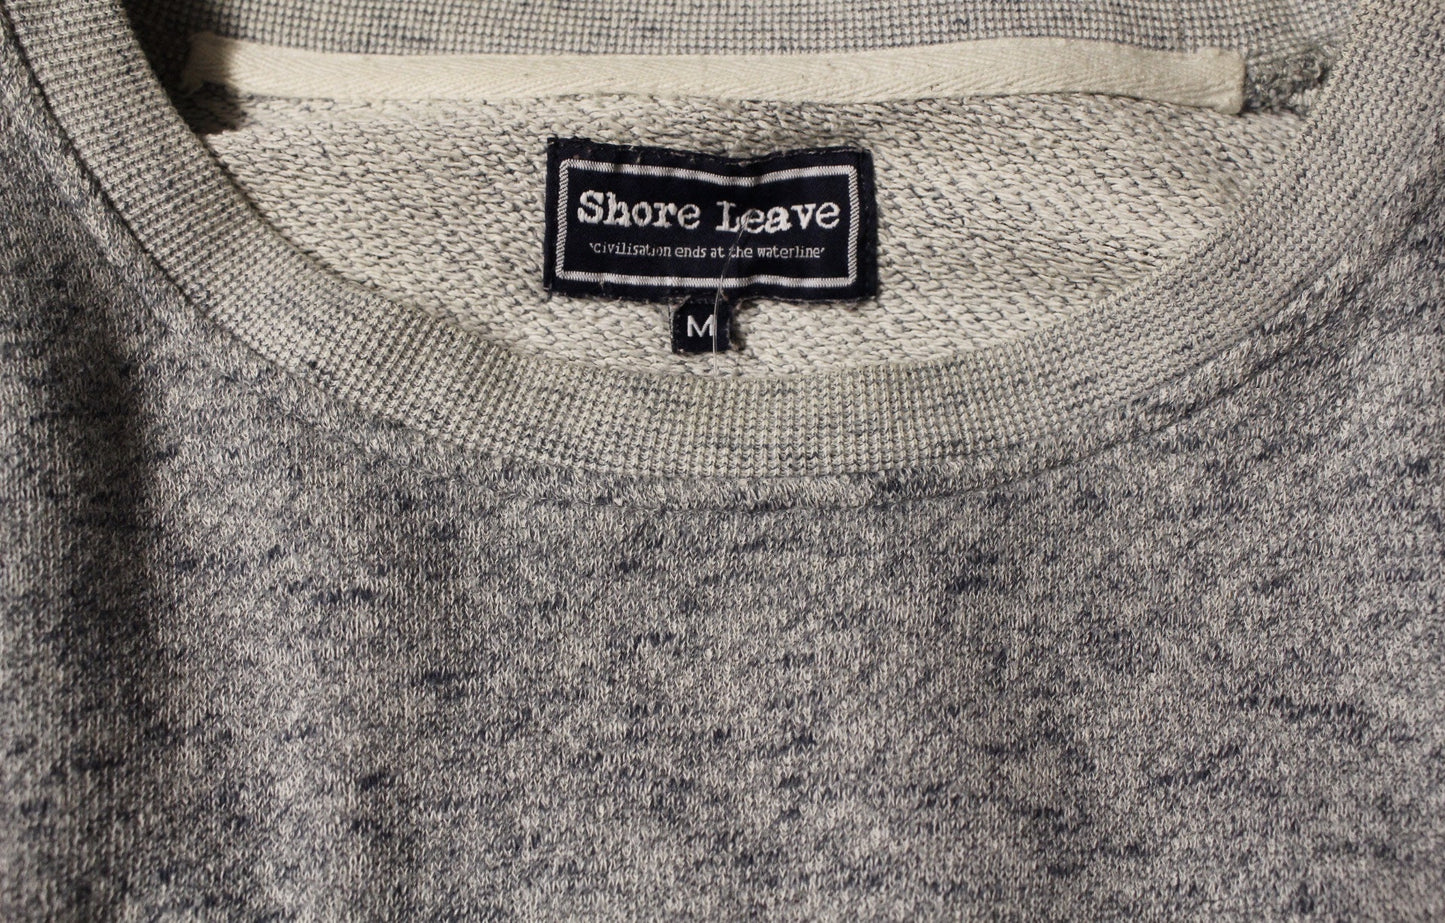 Shore Leave
'civilisation ends at the waterline'
M